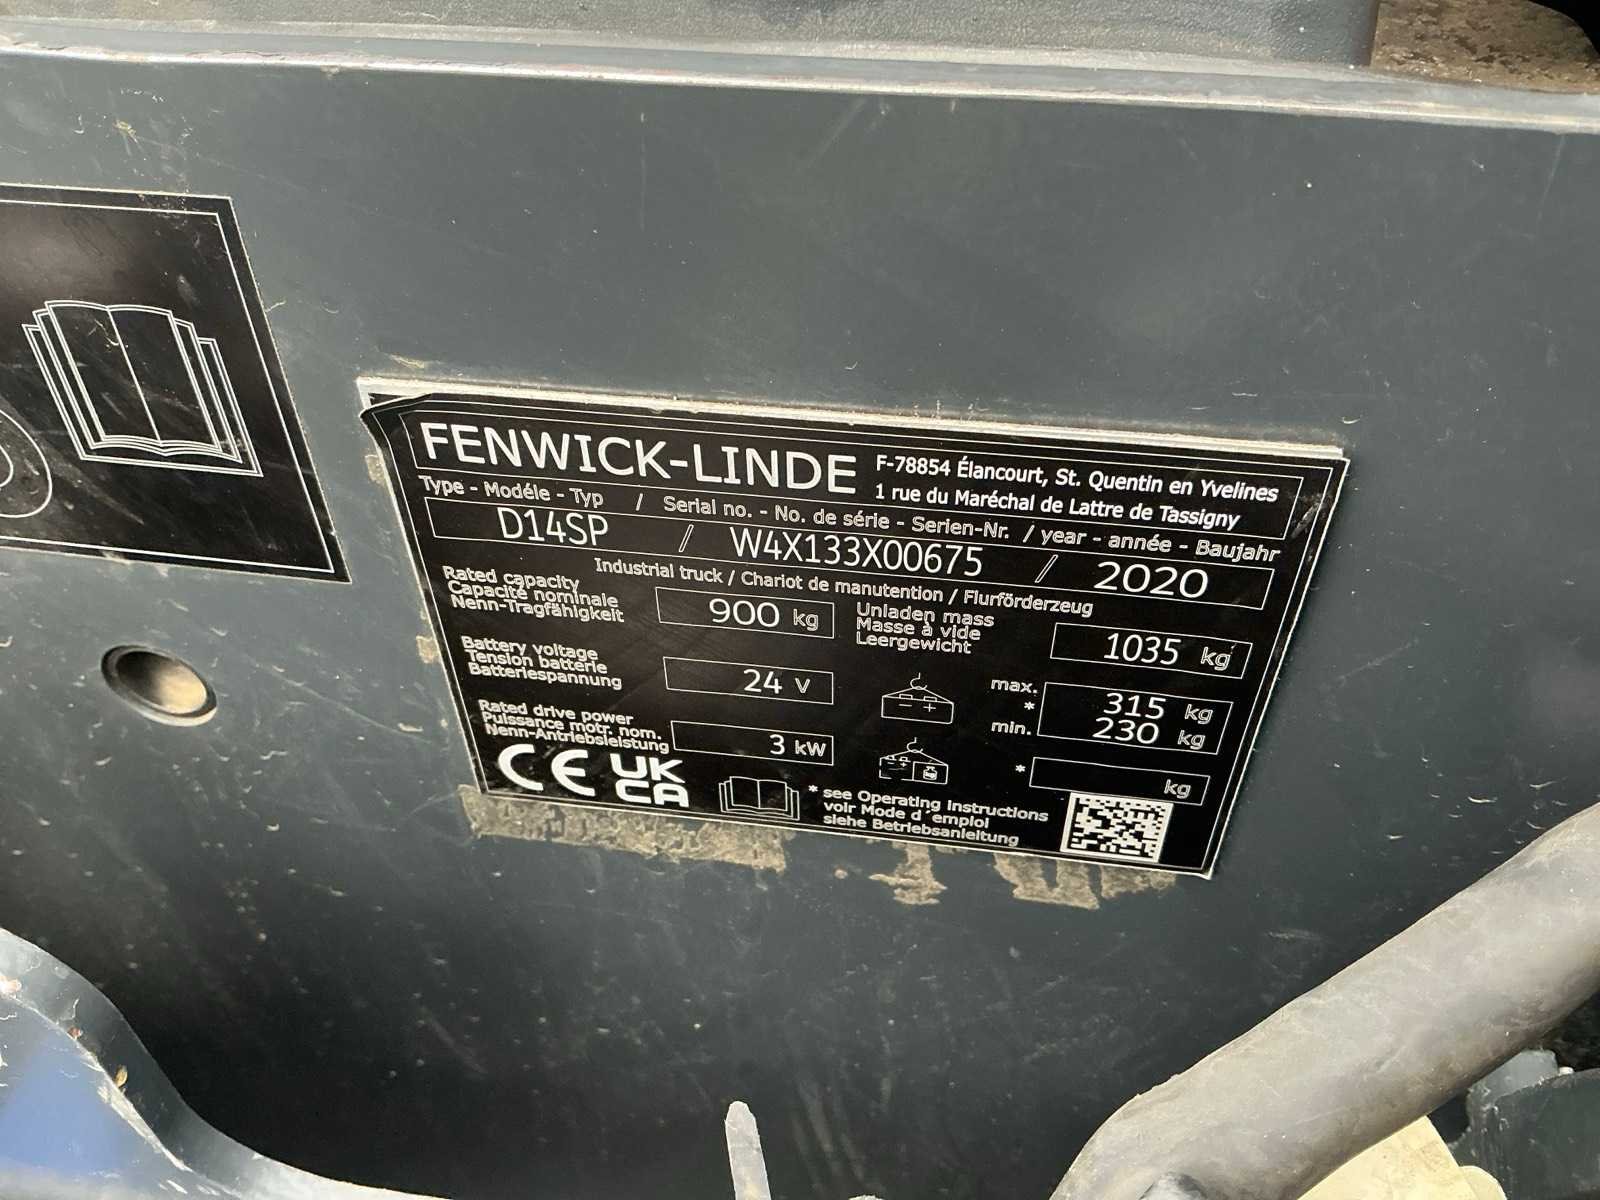 FENWICK-LINDE
F-78854 Élancourt, St. Quentin en Yvelines
1 rue du Maréchal de Lattre de Tassigny
Type - Modéle - Typ / Serial no. - No. de série - Serien-Nr. / year - année - Baujahr
D14SP / W4X133X00675 / 2020
Industrial truck / Chariot de manutention / Flurförderzeug
Rated capacity
Capacité nominale
Nenn-Tragfähigkeit
900 kg
Unladen mass
Masse à vide
Leergewicht
1035 kg
Battery voltage
Tension batterie
Batteriespannung
24 V
max. 315 kg
*
min. 230 kg
Rated drive power
Puissance motr. nom.
Nenn-Antriebsleistung
3 kW
* kg
CE UK
CA
* see Operating Instructions
voir Mode d´emploi
siehe Betriebsanleitung